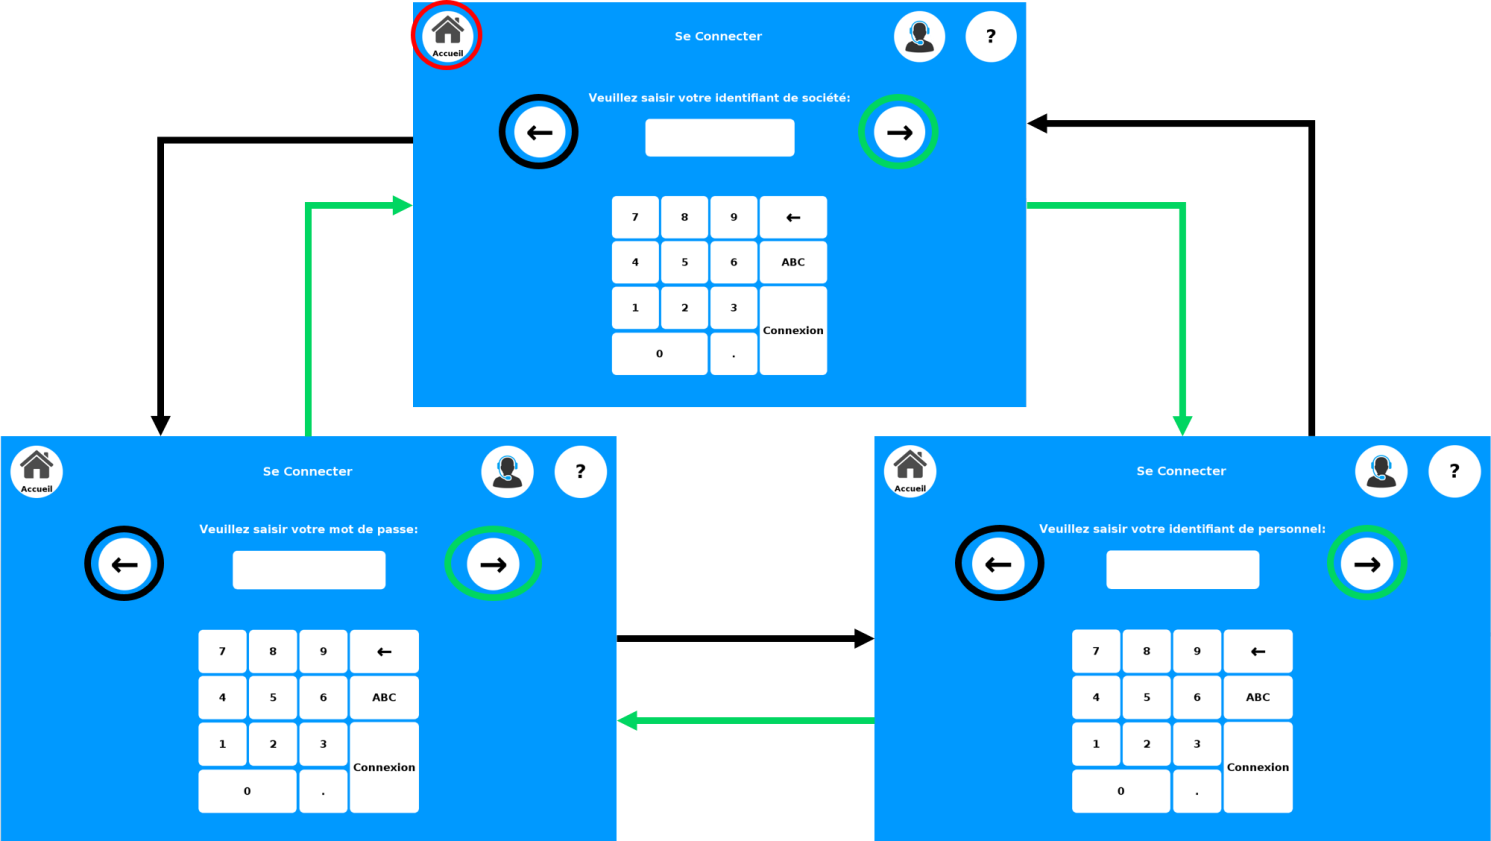 Se Connecter
?
Accueil
Veuillez saisir votre identifiant de société:
← →
7 8 9 ←
4 5 6 ABC
1 2 3
Connexion
0 .
Se Connecter
?
Accueil
Veuillez saisir votre mot de passe:
← →
7 8 9 ←
4 5 6 ABC
1 2 3
Connexion
0 .
Se Connecter
?
Accueil
Veuillez saisir votre identifiant de personnel:
← →
7 8 9 ←
4 5 6 ABC
1 2 3
Connexion
0 .